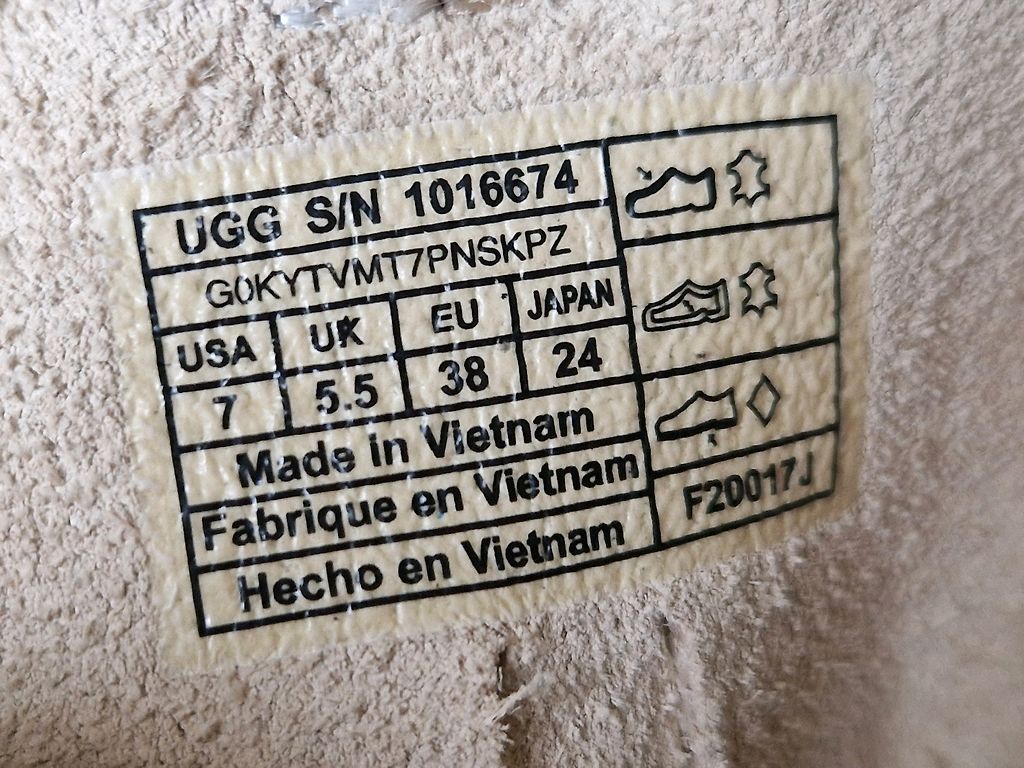 UGG S/N 1016674
G0KYTVMT7PNSKPZ
USA UK EU JAPAN
7 5.5 38 24
Made in Vietnam
Fabrique en Vietnam
Hecho en Vietnam
F20017J